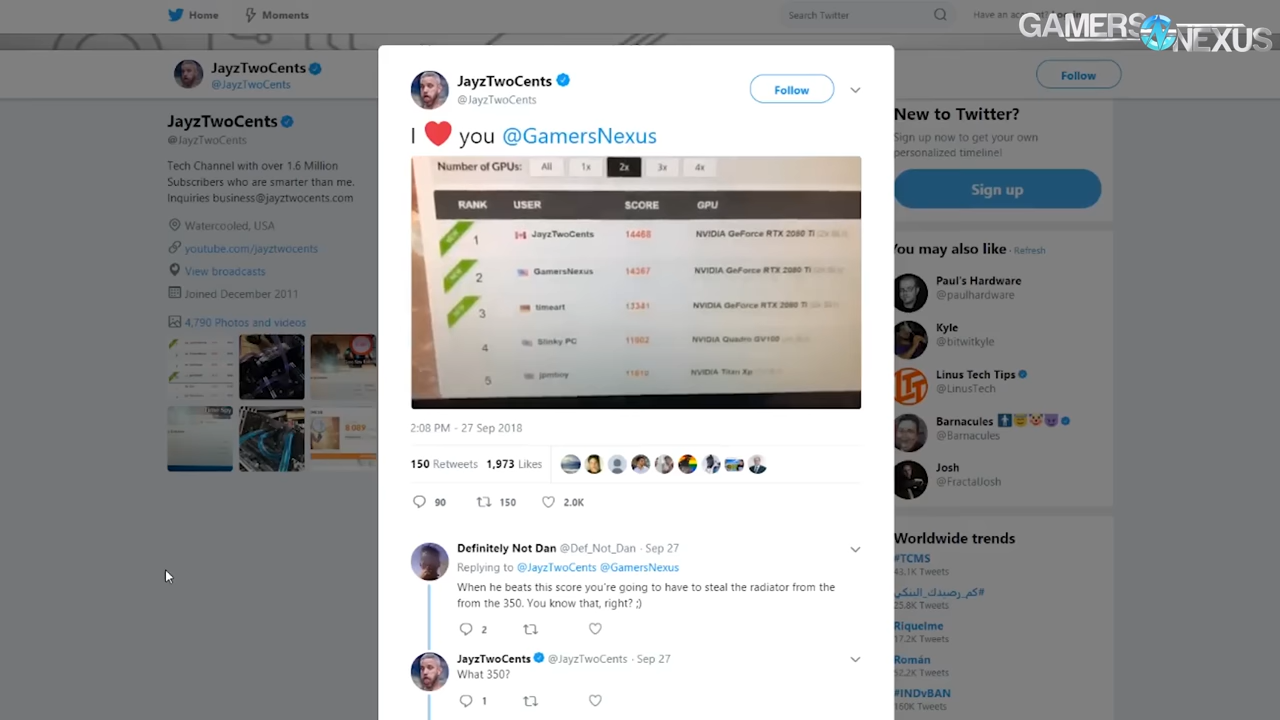 Home
Moments
Search Twitter
GAMERS NEXUS
JayzTwoCents
@JayzTwoCents
Follow
JayzTwoCents
@JayzTwoCents
Tech Channel with over 1.6 Million
Subscribers who are smarter than me.
Inquiries business@jayztwocents.com
Watercooled, USA
youtube.com/jayztwocents
View broadcasts
Joined December 2011
4,790 Photos and videos
JayzTwoCents
@JayzTwoCents
Follow
I ❤ you @GamersNexus
Number of GPUs: All 1x 2x 3x 4x
RANK USER SCORE GPU
1 JayzTwoCents 14468 NVIDIA GeForce RTX 2080 Ti
2 GamersNexus 14367 NVIDIA GeForce RTX 2080 Ti
3 timeart 13341 NVIDIA GeForce RTX 2080 Ti
4 Slinky PC 11902 NVIDIA Quadro GV100
5 NVIDIA Titan Xp
2:08 PM - 27 Sep 2018
150 Retweets 1,973 Likes
90 150 2.0K
Definitely Not Dan @Def_Not_Dan · Sep 27
Replying to @JayzTwoCents @GamersNexus
When he beats this score you're going to have to steal the radiator from the
from the 350. You know that, right? ;)
2
JayzTwoCents @JayzTwoCents · Sep 27
What 350?
1
New to Twitter?
Sign up now to get your own
personalized timeline!
Sign up
You may also like · Refresh
Paul's Hardware
@paulhardware
Kyle
@bitwitkyle
Linus Tech Tips
@LinusTech
Barnacules
@Barnacules
Josh
@FractalJosh
Worldwide trends
#TCMS
43.1K Tweets
#كم_رصيدك_البنكي
25.8K Tweets
Riquelme
17.2K Tweets
Román
52.2K Tweets
#INDvBAN
160K Tweets